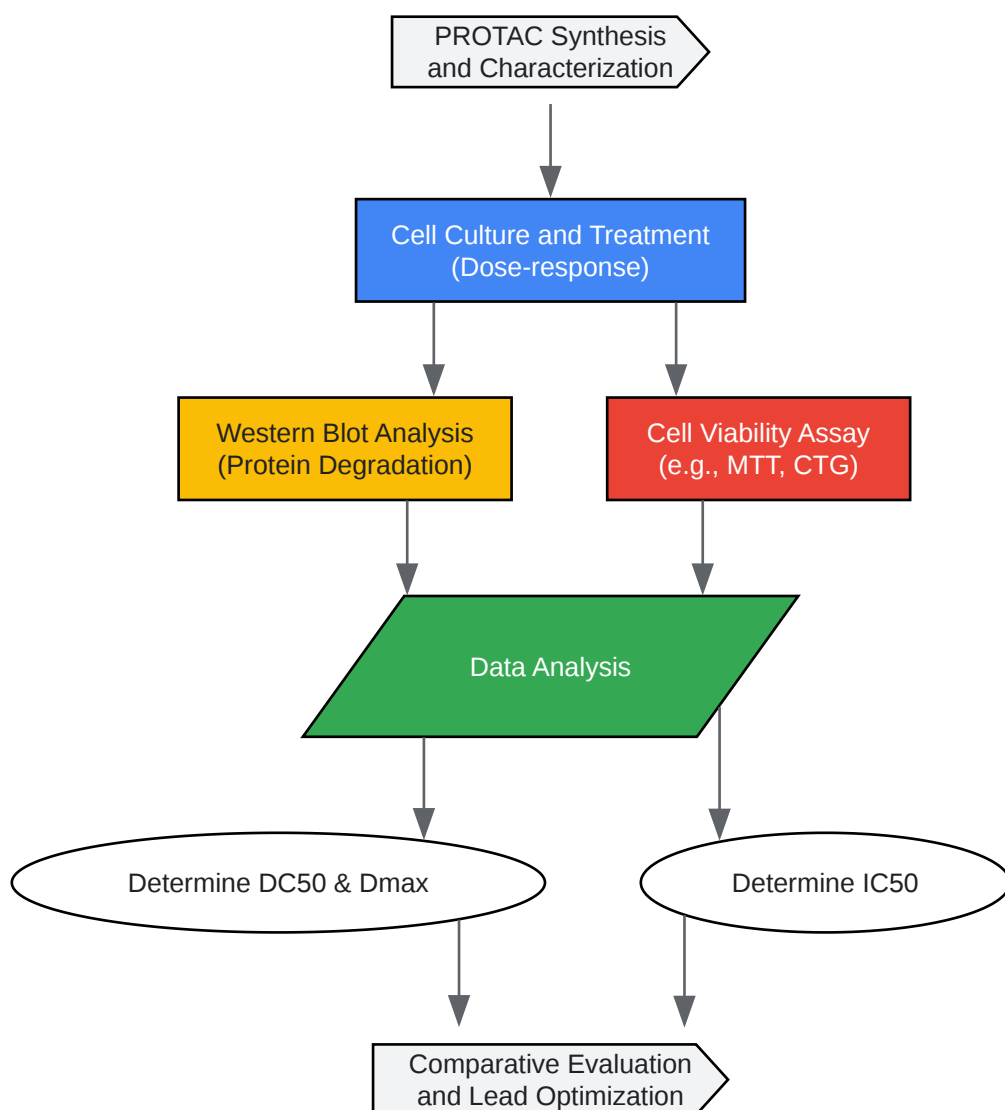 PROTAC Synthesis
and Characterization
Cell Culture and Treatment
(Dose-response)
Western Blot Analysis
(Protein Degradation)
Cell Viability Assay
(e.g., MTT, CTG)
Data Analysis
Determine DC50 & Dmax
Determine IC50
Comparative Evaluation
and Lead Optimization